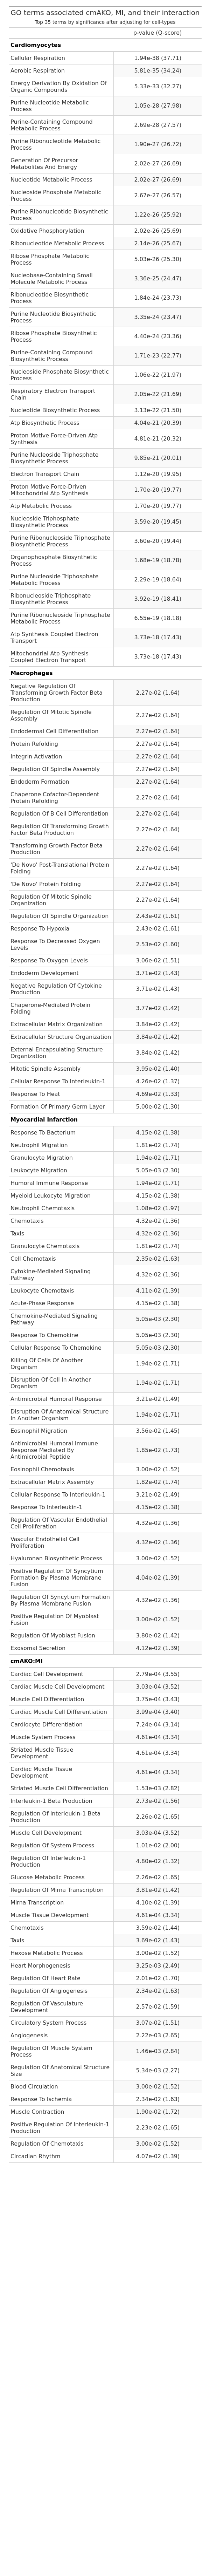 GO terms associated cmAKO, MI, and their interaction
Top 35 terms by significance after adjusting for cell-types
p-value (Q-score)
Cardiomyocytes
Cellular Respiration 1.94e-38 (37.71)
Aerobic Respiration 5.81e-35 (34.24)
Energy Derivation By Oxidation Of
Organic Compounds 5.33e-33 (32.27)
Purine Nucleotide Metabolic
Process 1.05e-28 (27.98)
Purine-Containing Compound
Metabolic Process 2.69e-28 (27.57)
Purine Ribonucleotide Metabolic
Process 1.90e-27 (26.72)
Generation Of Precursor
Metabolites And Energy 2.02e-27 (26.69)
Nucleotide Metabolic Process 2.02e-27 (26.69)
Nucleoside Phosphate Metabolic
Process 2.67e-27 (26.57)
Purine Ribonucleotide Biosynthetic
Process 1.22e-26 (25.92)
Oxidative Phosphorylation 2.02e-26 (25.69)
Ribonucleotide Metabolic Process 2.14e-26 (25.67)
Ribose Phosphate Metabolic
Process 5.03e-26 (25.30)
Nucleobase-Containing Small
Molecule Metabolic Process 3.36e-25 (24.47)
Ribonucleotide Biosynthetic
Process 1.84e-24 (23.73)
Purine Nucleotide Biosynthetic
Process 3.35e-24 (23.47)
Ribose Phosphate Biosynthetic
Process 4.40e-24 (23.36)
Purine-Containing Compound
Biosynthetic Process 1.71e-23 (22.77)
Nucleoside Phosphate Biosynthetic
Process 1.06e-22 (21.97)
Respiratory Electron Transport
Chain 2.05e-22 (21.69)
Nucleotide Biosynthetic Process 3.13e-22 (21.50)
Atp Biosynthetic Process 4.04e-21 (20.39)
Proton Motive Force-Driven Atp
Synthesis 4.81e-21 (20.32)
Purine Nucleoside Triphosphate
Biosynthetic Process 9.85e-21 (20.01)
Electron Transport Chain 1.12e-20 (19.95)
Proton Motive Force-Driven
Mitochondrial Atp Synthesis 1.70e-20 (19.77)
Atp Metabolic Process 1.70e-20 (19.77)
Nucleoside Triphosphate
Biosynthetic Process 3.59e-20 (19.45)
Purine Ribonucleoside Triphosphate
Biosynthetic Process 3.60e-20 (19.44)
Organophosphate Biosynthetic
Process 1.68e-19 (18.78)
Purine Nucleoside Triphosphate
Metabolic Process 2.29e-19 (18.64)
Ribonucleoside Triphosphate
Biosynthetic Process 3.92e-19 (18.41)
Purine Ribonucleoside Triphosphate
Metabolic Process 6.55e-19 (18.18)
Atp Synthesis Coupled Electron
Transport 3.73e-18 (17.43)
Mitochondrial Atp Synthesis
Coupled Electron Transport 3.73e-18 (17.43)
Macrophages
Negative Regulation Of
Transforming Growth Factor Beta
Production 2.27e-02 (1.64)
Regulation Of Mitotic Spindle
Assembly 2.27e-02 (1.64)
Endodermal Cell Differentiation 2.27e-02 (1.64)
Protein Refolding 2.27e-02 (1.64)
Integrin Activation 2.27e-02 (1.64)
Regulation Of Spindle Assembly 2.27e-02 (1.64)
Endoderm Formation 2.27e-02 (1.64)
Chaperone Cofactor-Dependent
Protein Refolding 2.27e-02 (1.64)
Regulation Of B Cell Differentiation 2.27e-02 (1.64)
Regulation Of Transforming Growth
Factor Beta Production 2.27e-02 (1.64)
Transforming Growth Factor Beta
Production 2.27e-02 (1.64)
'De Novo' Post-Translational Protein
Folding 2.27e-02 (1.64)
'De Novo' Protein Folding 2.27e-02 (1.64)
Regulation Of Mitotic Spindle
Organization 2.27e-02 (1.64)
Regulation Of Spindle Organization 2.43e-02 (1.61)
Response To Hypoxia 2.43e-02 (1.61)
Response To Decreased Oxygen
Levels 2.53e-02 (1.60)
Response To Oxygen Levels 3.06e-02 (1.51)
Endoderm Development 3.71e-02 (1.43)
Negative Regulation Of Cytokine
Production 3.71e-02 (1.43)
Chaperone-Mediated Protein
Folding 3.77e-02 (1.42)
Extracellular Matrix Organization 3.84e-02 (1.42)
Extracellular Structure Organization 3.84e-02 (1.42)
External Encapsulating Structure
Organization 3.84e-02 (1.42)
Mitotic Spindle Assembly 3.95e-02 (1.40)
Cellular Response To Interleukin-1 4.26e-02 (1.37)
Response To Heat 4.69e-02 (1.33)
Formation Of Primary Germ Layer 5.00e-02 (1.30)
Myocardial Infarction
Response To Bacterium 4.15e-02 (1.38)
Neutrophil Migration 1.81e-02 (1.74)
Granulocyte Migration 1.94e-02 (1.71)
Leukocyte Migration 5.05e-03 (2.30)
Humoral Immune Response 1.94e-02 (1.71)
Myeloid Leukocyte Migration 4.15e-02 (1.38)
Neutrophil Chemotaxis 1.08e-02 (1.97)
Chemotaxis 4.32e-02 (1.36)
Taxis 4.32e-02 (1.36)
Granulocyte Chemotaxis 1.81e-02 (1.74)
Cell Chemotaxis 2.35e-02 (1.63)
Cytokine-Mediated Signaling
Pathway 4.32e-02 (1.36)
Leukocyte Chemotaxis 4.11e-02 (1.39)
Acute-Phase Response 4.15e-02 (1.38)
Chemokine-Mediated Signaling
Pathway 5.05e-03 (2.30)
Response To Chemokine 5.05e-03 (2.30)
Cellular Response To Chemokine 5.05e-03 (2.30)
Killing Of Cells Of Another
Organism 1.94e-02 (1.71)
Disruption Of Cell In Another
Organism 1.94e-02 (1.71)
Antimicrobial Humoral Response 3.21e-02 (1.49)
Disruption Of Anatomical Structure
In Another Organism 1.94e-02 (1.71)
Eosinophil Migration 3.56e-02 (1.45)
Antimicrobial Humoral Immune
Response Mediated By
Antimicrobial Peptide 1.85e-02 (1.73)
Eosinophil Chemotaxis 3.00e-02 (1.52)
Extracellular Matrix Assembly 1.82e-02 (1.74)
Cellular Response To Interleukin-1 3.21e-02 (1.49)
Response To Interleukin-1 4.15e-02 (1.38)
Regulation Of Vascular Endothelial
Cell Proliferation 4.32e-02 (1.36)
Vascular Endothelial Cell
Proliferation 4.32e-02 (1.36)
Hyaluronan Biosynthetic Process 3.00e-02 (1.52)
Positive Regulation Of Syncytium
Formation By Plasma Membrane
Fusion 4.04e-02 (1.39)
Regulation Of Syncytium Formation
By Plasma Membrane Fusion 4.32e-02 (1.36)
Positive Regulation Of Myoblast
Fusion 3.00e-02 (1.52)
Regulation Of Myoblast Fusion 3.80e-02 (1.42)
Exosomal Secretion 4.12e-02 (1.39)
cmAKO:MI
Cardiac Cell Development 2.79e-04 (3.55)
Cardiac Muscle Cell Development 3.03e-04 (3.52)
Muscle Cell Differentiation 3.75e-04 (3.43)
Cardiac Muscle Cell Differentiation 3.99e-04 (3.40)
Cardiocyte Differentiation 7.24e-04 (3.14)
Muscle System Process 4.61e-04 (3.34)
Striated Muscle Tissue
Development 4.61e-04 (3.34)
Cardiac Muscle Tissue
Development 4.61e-04 (3.34)
Striated Muscle Cell Differentiation 1.53e-03 (2.82)
Interleukin-1 Beta Production 2.73e-02 (1.56)
Regulation Of Interleukin-1 Beta
Production 2.26e-02 (1.65)
Muscle Cell Development 3.03e-04 (3.52)
Regulation Of System Process 1.01e-02 (2.00)
Regulation Of Interleukin-1
Production 4.80e-02 (1.32)
Glucose Metabolic Process 2.26e-02 (1.65)
Regulation Of Mirna Transcription 3.81e-02 (1.42)
Mirna Transcription 4.10e-02 (1.39)
Muscle Tissue Development 4.61e-04 (3.34)
Chemotaxis 3.59e-02 (1.44)
Taxis 3.69e-02 (1.43)
Hexose Metabolic Process 3.00e-02 (1.52)
Heart Morphogenesis 3.25e-03 (2.49)
Regulation Of Heart Rate 2.01e-02 (1.70)
Regulation Of Angiogenesis 2.34e-02 (1.63)
Regulation Of Vasculature
Development 2.57e-02 (1.59)
Circulatory System Process 3.07e-02 (1.51)
Angiogenesis 2.22e-03 (2.65)
Regulation Of Muscle System
Process 1.46e-03 (2.84)
Regulation Of Anatomical Structure
Size 5.34e-03 (2.27)
Blood Circulation 3.00e-02 (1.52)
Response To Ischemia 2.34e-02 (1.63)
Muscle Contraction 1.90e-02 (1.72)
Positive Regulation Of Interleukin-1
Production 2.23e-02 (1.65)
Regulation Of Chemotaxis 3.00e-02 (1.52)
Circadian Rhythm 4.07e-02 (1.39)